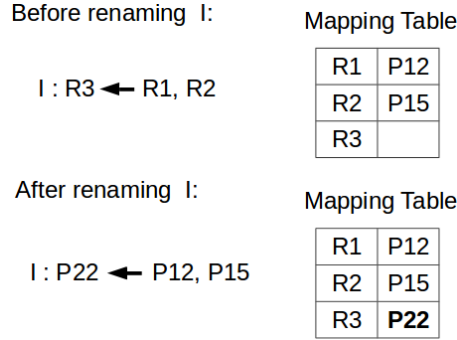 Before renaming I:
Mapping Table
I : R3 ← R1, R2
R1 P12
R2 P15
R3
After renaming I:
Mapping Table
I : P22 ← P12, P15
R1 P12
R2 P15
R3 P22